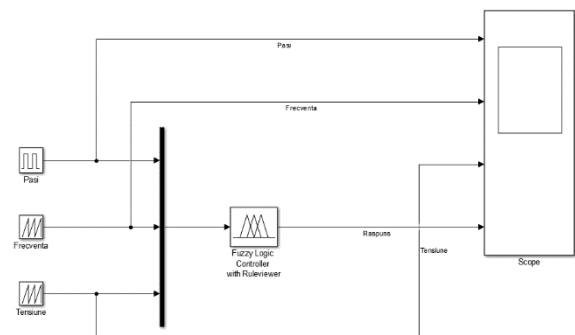 Pasi
Frecventa
Pasi
Frecventa
Tensiune
Fuzzy Logic
Controller
with Ruleviewer
Raspuns
Tensiune
Scope